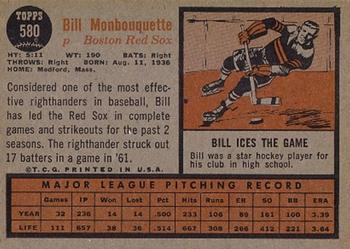 TOPPS
580
Bill Monbouquette
p - Boston Red Sox
HT: 5:11 WT: 190 BATS: Right
THROWS: Right BORN: Aug. 11, 1936
HOME: Medford, Mass.
Considered one of the most effec-
tive righthanders in baseball, Bill
has led the Red Sox in complete
games and strikeouts for the past 2
seasons. The righthander struck out
17 batters in a game in '61.
©T.C.G. PRINTED IN U.S.A.
BILL ICES THE GAME
Bill was a star hockey player for
his club in high school.
MAJOR LEAGUE PITCHING RECORD
GAMES IP WON LOST PCT. HITS R ER SO BB ERA
YEAR 32 236 14 14 .500 233 106 89 161 100 3.39
LIFE 111 657 38 36 .514 666 300 266 414 231 3.64